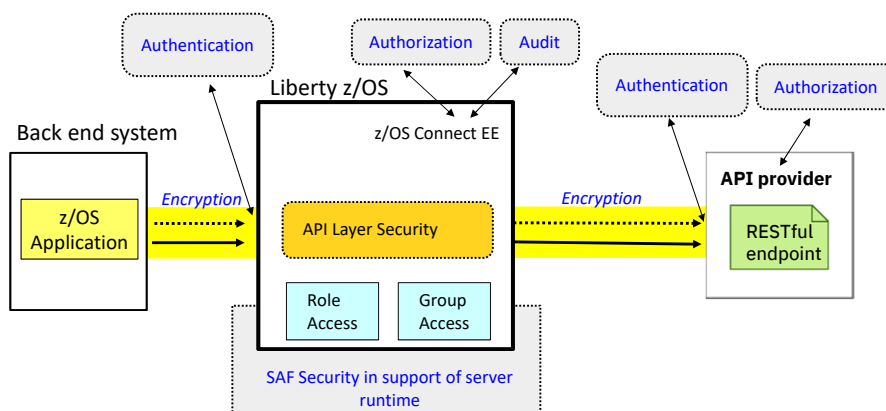 Authentication
Authorization
Audit
Authentication
Authorization
Liberty z/OS
z/OS Connect EE
Back end system
z/OS
Application
Encryption
API Layer Security
Role
Access
Group
Access
Encryption
API provider
RESTful
endpoint
SAF Security in support of server
runtime